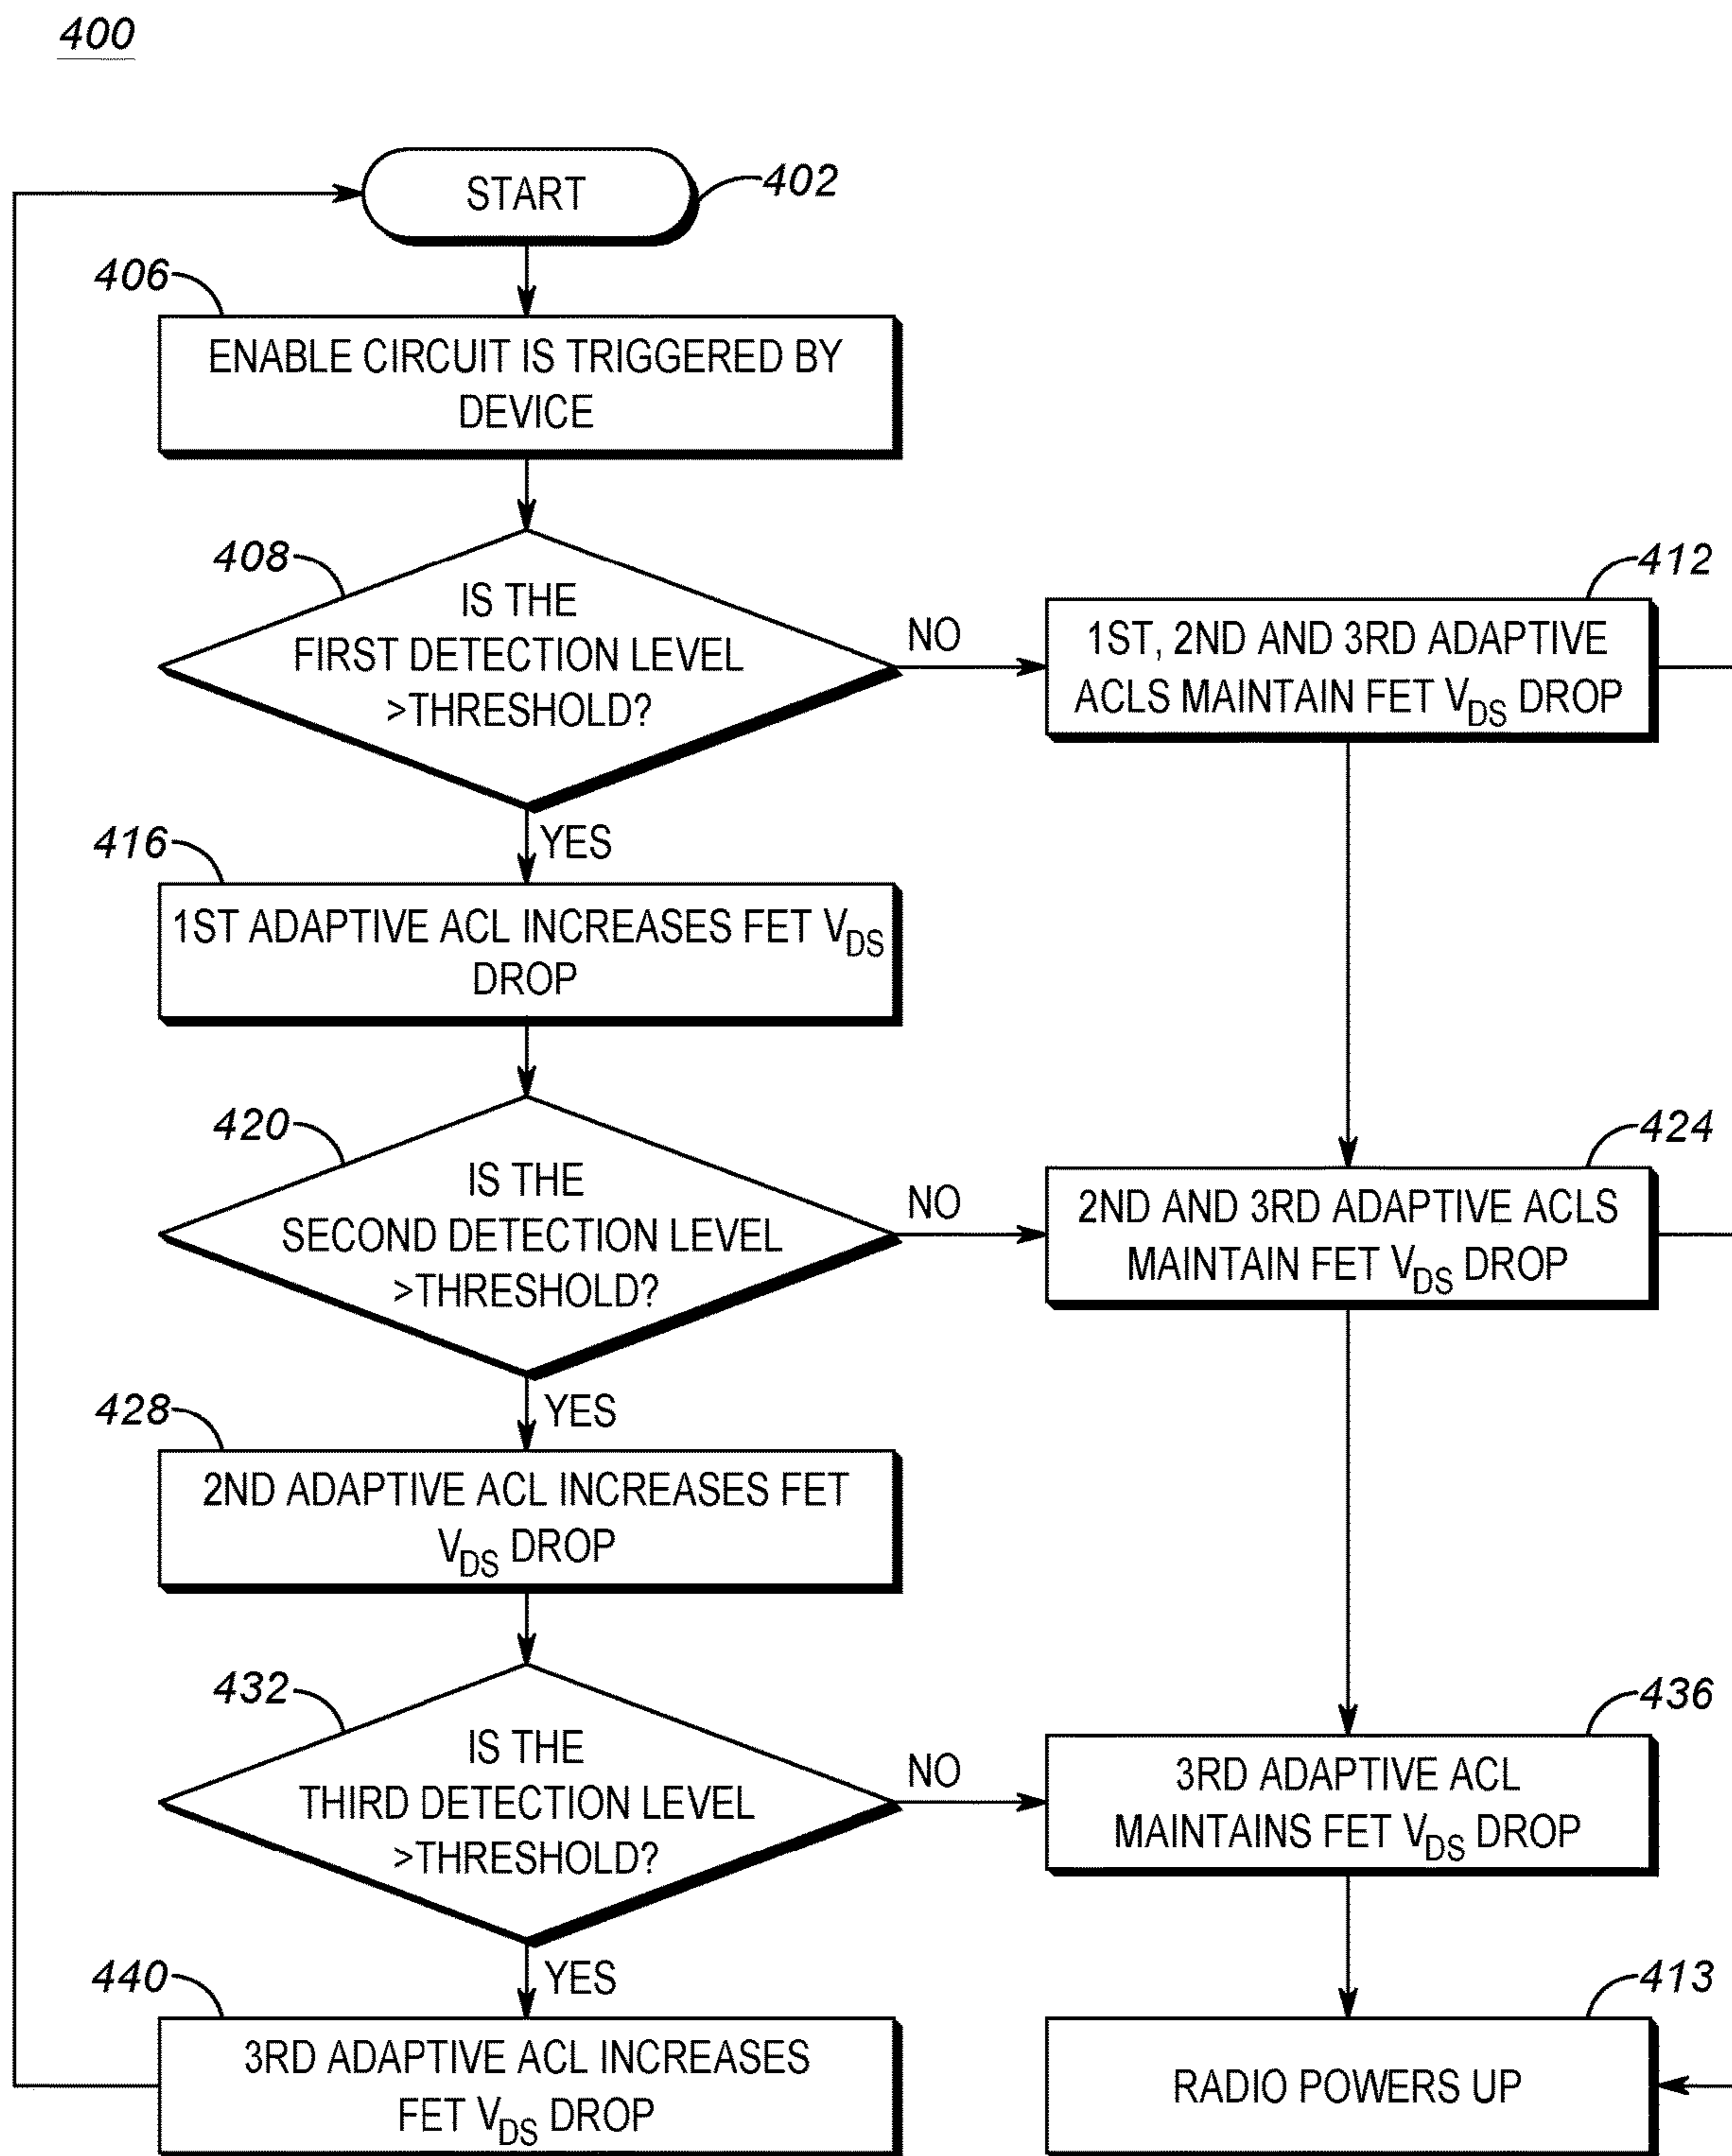 400
START
402
406
ENABLE CIRCUIT IS TRIGGERED BY
DEVICE
408
IS THE
FIRST DETECTION LEVEL
>THRESHOLD?
NO
412
1ST, 2ND AND 3RD ADAPTIVE
ACLS MAINTAIN FET VDS DROP
YES
416
1ST ADAPTIVE ACL INCREASES FET VDS
DROP
420
IS THE
SECOND DETECTION LEVEL
>THRESHOLD?
NO
424
2ND AND 3RD ADAPTIVE ACLS
MAINTAIN FET VDS DROP
YES
428
2ND ADAPTIVE ACL INCREASES FET
VDS DROP
432
IS THE
THIRD DETECTION LEVEL
>THRESHOLD?
NO
436
3RD ADAPTIVE ACL
MAINTAINS FET VDS DROP
YES
440
3RD ADAPTIVE ACL INCREASES
FET VDS DROP
413
RADIO POWERS UP